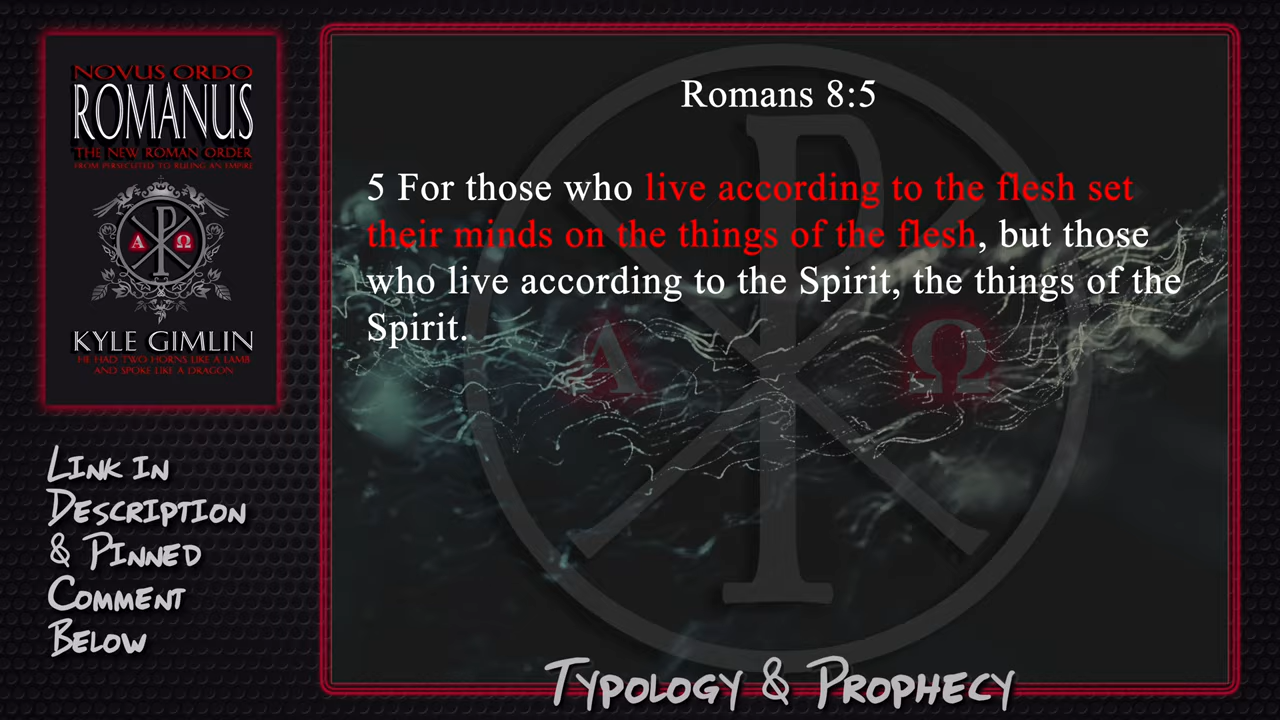 NOVUS ORDO
ROMANUS
THE NEW ROMAN ORDER
FROM PERSECUTED TO RULING AN EMPIRE
Α Ω
KYLE GIMLIN
HE HAD TWO HORNS LIKE A LAMB
AND SPOKE LIKE A DRAGON
LINK IN
DESCRIPTION
& PINNED
COMMENT
BELOW
Romans 8:5
5 For those who live according to the flesh set
their minds on the things of the flesh, but those
who live according to the Spirit, the things of the
Spirit.
Α Ω
TYPOLOGY & PROPHECY